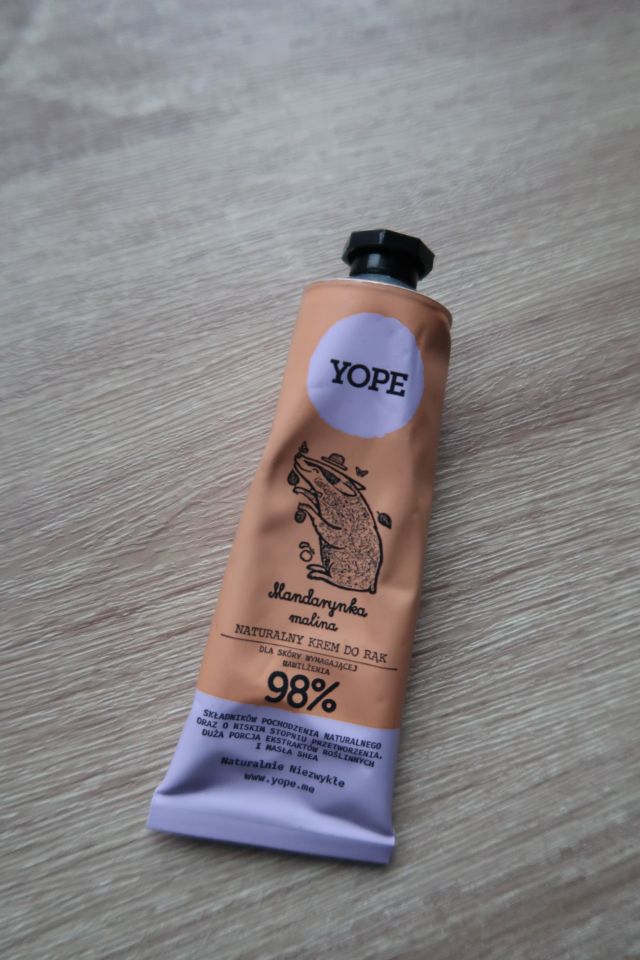 YOPE
Mandarynka
malina
NATURALNY KREM DO RĄK
DLA SKÓRY WYMAGAJĄCEJ
NAWILŻENIA
98%
SKŁADNIKÓW POCHODZENIA NATURALNEGO
ORAZ O NISKIM STOPNIU PRZETWORZENIA.
DUŻA PORCJA EKSTRAKTÓW ROŚLINNYCH
I MASŁA SHEA
Naturalnie Niezwykłe
www.yope.me